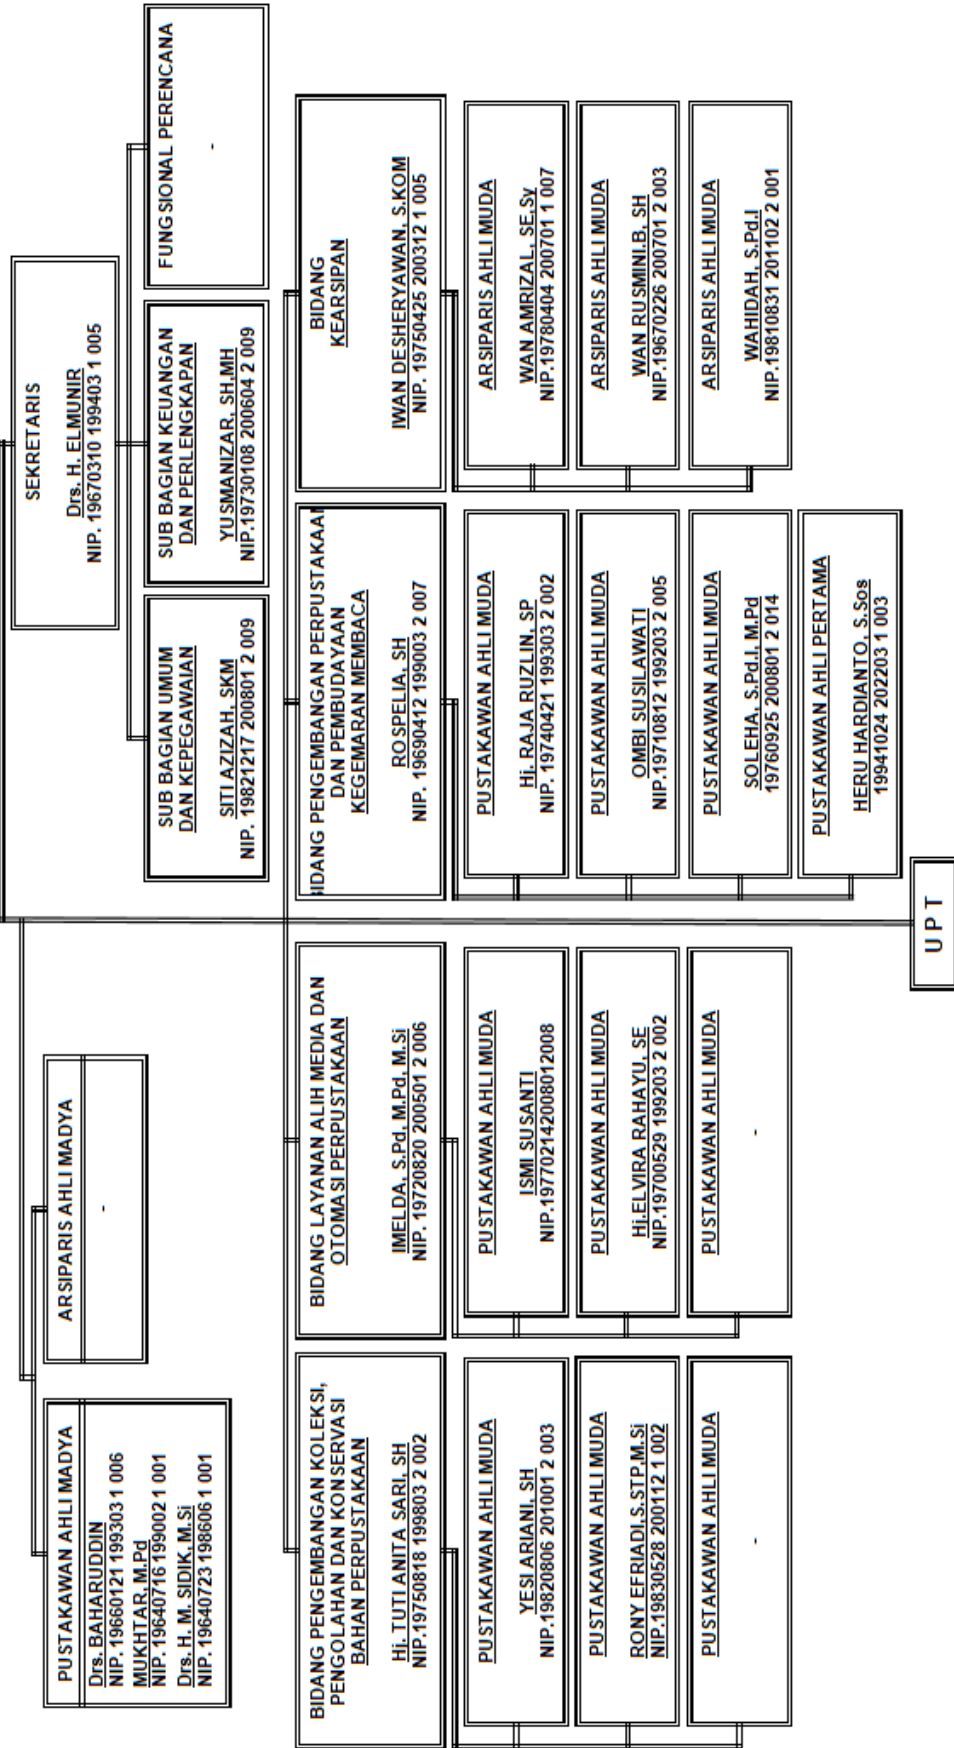 PUSTAKAWAN AHLI MADYA
Drs. BAHARUDDIN
NIP. 19660121 199303 1 006
MUKHTAR, M.Pd
NIP. 19640716 199002 1 001
Drs. H. M. SIDIK, M.Si
NIP. 19640723 198606 1 001
ARSIPARIS AHLI MADYA
-
SEKRETARIS
Drs. H. ELMUNIR
NIP. 19670310 199403 1 005
SUB BAGIAN UMUM
DAN KEPEGAWAIAN
SITI AZIZAH, SKM
NIP. 19821217 200801 2 009
SUB BAGIAN KEUANGAN
DAN PERLENGKAPAN
YUSMANIZAR, SH.MH
NIP.19730108 200604 2 009
FUNGSIONAL PERENCANA
-
BIDANG PENGEMBANGAN KOLEKSI,
PENGOLAHAN DAN KONSERVASI
BAHAN PERPUSTAKAAN
Hj. TUTI ANITA SARI, SH
NIP.19750818 199803 2 002
PUSTAKAWAN AHLI MUDA
YESI ARIANI, SH
NIP.19820806 201001 2 003
PUSTAKAWAN AHLI MUDA
RONY EFRIADI,S.STP.M.Si
NIP.19830528 200112 1 002
PUSTAKAWAN AHLI MUDA
-
BIDANG LAYANAN ALIH MEDIA DAN
OTOMASI PERPUSTAKAAN
IMELDA, S.Pd, M.Pd, M.Si
NIP. 19720820 200501 2 006
PUSTAKAWAN AHLI MUDA
ISMI SUSANTI
NIP.197702142008012008
PUSTAKAWAN AHLI MUDA
Hj.ELVIRA RAHAYU, SE
NIP.19700529 199203 2 002
PUSTAKAWAN AHLI MUDA
-
BIDANG PENGEMBANGAN PERPUSTAKAAN
DAN PEMBUDAYAAN
KEGEMARAN MEMBACA
ROSPELIA, SH
NIP. 19690412 199003 2 007
PUSTAKAWAN AHLI MUDA
Hj. RAJA RUZLIN, SP
NIP. 19740421 199303 2 002
PUSTAKAWAN AHLI MUDA
OMBI SUSILAWATI
NIP.19710812 199203 2 005
PUSTAKAWAN AHLI MUDA
SOLEHA, S.Pd.I, M.Pd
19760925 200801 2 014
PUSTAKAWAN AHLI PERTAMA
HERU HARDIANTO, S.Sos
19941024 202203 1 003
BIDANG
KEARSIPAN
IWAN DESHERYAWAN, S.KOM
NIP. 19750425 200312 1 005
ARSIPARIS AHLI MUDA
WAN AMRIZAL, SE,Sy
NIP.19780404 200701 1 007
ARSIPARIS AHLI MUDA
WAN RUSMINI.B, SH
NIP.19670226 200701 2 003
ARSIPARIS AHLI MUDA
WAHIDAH, S.Pd.I
NIP.19810831 201102 2 001
U P T